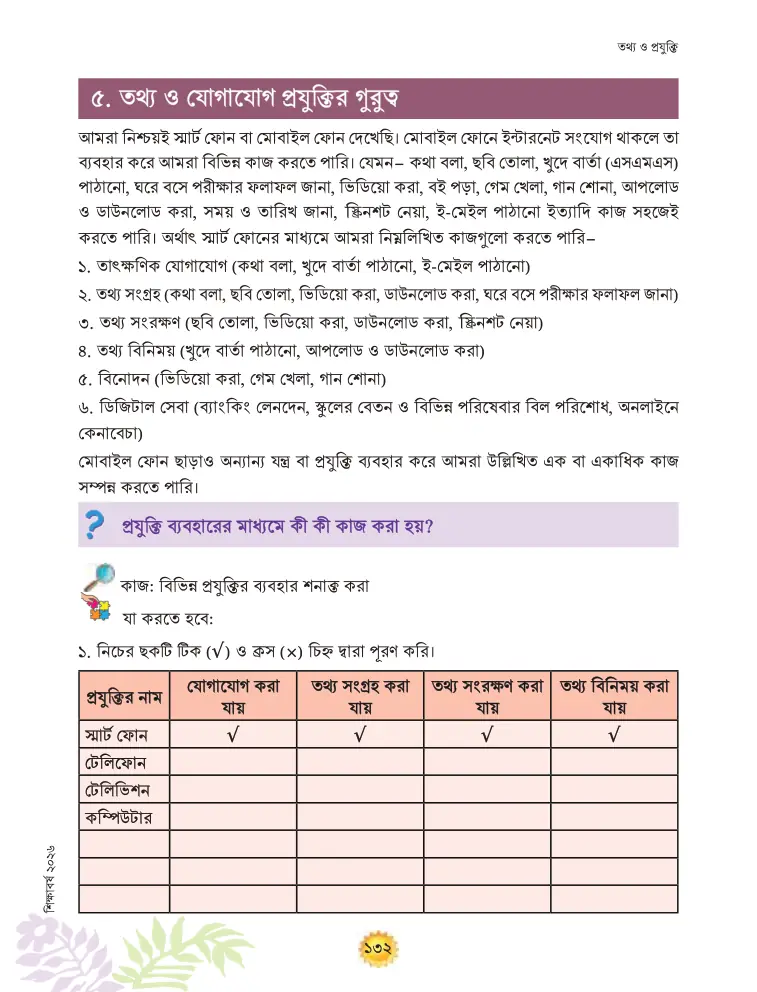 তথ্য ও প্রযুক্তি
৫. তথ্য ও যোগাযোগ প্রযুক্তির গুরুত্ব
আমরা নিশ্চয়ই স্মার্ট ফোন বা মোবাইল ফোন দেখেছি। মোবাইল ফোনে ইন্টারনেট সংযোগ থাকলে তা
ব্যবহার করে আমরা বিভিন্ন কাজ করতে পারি। যেমন– কথা বলা, ছবি তোলা, খুদে বার্তা (এসএমএস)
পাঠানো, ঘরে বসে পরীক্ষার ফলাফল জানা, ভিডিয়ো করা, বই পড়া, গেম খেলা, গান শোনা, আপলোড
ও ডাউনলোড করা, সময় ও তারিখ জানা, স্ক্রিনশট নেয়া, ই-মেইল পাঠানো ইত্যাদি কাজ সহজেই
করতে পারি। অর্থাৎ স্মার্ট ফোনের মাধ্যমে আমরা নিম্নলিখিত কাজগুলো করতে পারি–
১. তাৎক্ষণিক যোগাযোগ (কথা বলা, খুদে বার্তা পাঠানো, ই-মেইল পাঠানো)
২. তথ্য সংগ্রহ (কথা বলা, ছবি তোলা, ভিডিয়ো করা, ডাউনলোড করা, ঘরে বসে পরীক্ষার ফলাফল জানা)
৩. তথ্য সংরক্ষণ (ছবি তোলা, ভিডিয়ো করা, ডাউনলোড করা, স্ক্রিনশট নেয়া)
৪. তথ্য বিনিময় (খুদে বার্তা পাঠানো, আপলোড ও ডাউনলোড করা)
৫. বিনোদন (ভিডিয়ো করা, গেম খেলা, গান শোনা)
৬. ডিজিটাল সেবা (ব্যাংকিং লেনদেন, স্কুলের বেতন ও বিভিন্ন পরিষেবার বিল পরিশোধ, অনলাইনে
কেনাবেচা)
মোবাইল ফোন ছাড়াও অন্যান্য যন্ত্র বা প্রযুক্তি ব্যবহার করে আমরা উল্লিখিত এক বা একাধিক কাজ
সম্পন্ন করতে পারি।
? প্রযুক্তি ব্যবহারের মাধ্যমে কী কী কাজ করা হয়?
কাজ: বিভিন্ন প্রযুক্তির ব্যবহার শনাক্ত করা
যা করতে হবে:
১. নিচের ছকটি টিক (√) ও ক্রস (×) চিহ্ন দ্বারা পূরণ করি।
প্রযুক্তির নাম যোগাযোগ করা যায় তথ্য সংগ্রহ করা যায় তথ্য সংরক্ষণ করা যায় তথ্য বিনিময় করা যায়
স্মার্ট ফোন √ √ √ √
টেলিফোন
টেলিভিশন
কম্পিউটার
শিক্ষাবর্ষ ২০২৬
১৩২